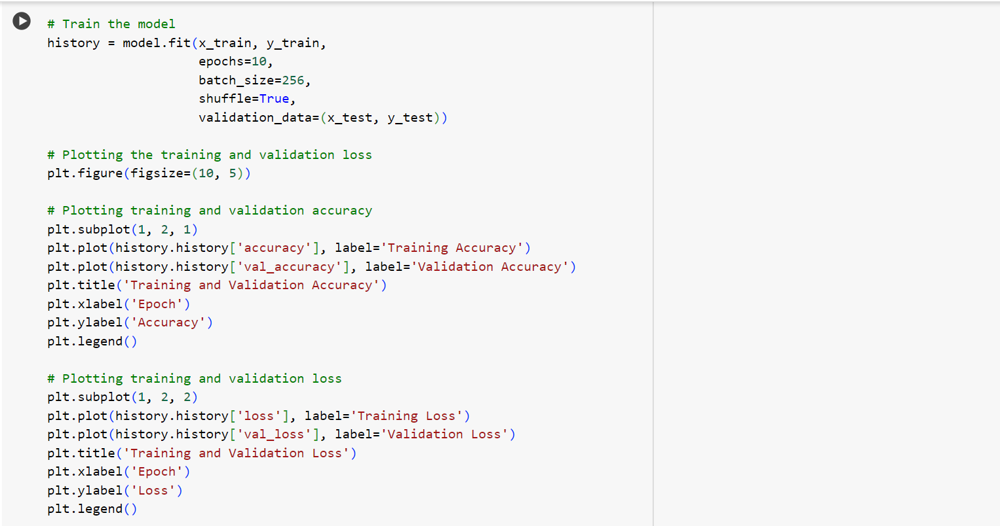 # Train the model
history = model.fit(x_train, y_train,
                    epochs=10,
                    batch_size=256,
                    shuffle=True,
                    validation_data=(x_test, y_test))
# Plotting the training and validation loss
plt.figure(figsize=(10, 5))
# Plotting training and validation accuracy
plt.subplot(1, 2, 1)
plt.plot(history.history['accuracy'], label='Training Accuracy')
plt.plot(history.history['val_accuracy'], label='Validation Accuracy')
plt.title('Training and Validation Accuracy')
plt.xlabel('Epoch')
plt.ylabel('Accuracy')
plt.legend()
# Plotting training and validation loss
plt.subplot(1, 2, 2)
plt.plot(history.history['loss'], label='Training Loss')
plt.plot(history.history['val_loss'], label='Validation Loss')
plt.title('Training and Validation Loss')
plt.xlabel('Epoch')
plt.ylabel('Loss')
plt.legend()